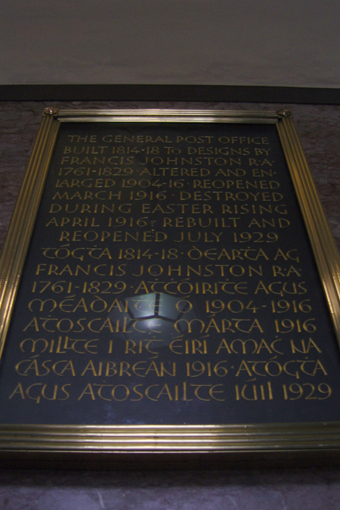 THE GENERAL POST OFFICE
BUILT 1814·18 TO DESIGNS BY
FRANCIS JOHNSTON R·A·
1761-1829·ALTERED AND EN-
LARGED 1904-16·REOPENED
MARCH 1916·DESTROYED
DURING EASTER RISING
APRIL 1916·REBUILT AND
REOPENED JULY 1929
TÓGTA 1814-18·DEARTA AG
FRANCIS JOHNSTON R·A·
1761-1829·ATCÓIRITE AGUS
1904-1916
MÁRTA 1916
MILLTE I RIT ÉIRÍ AMAC NA
CÁSCA AIBREÁN 1916·ATÓGTA
AGUS ATOSCAILTE IÚIL 1929